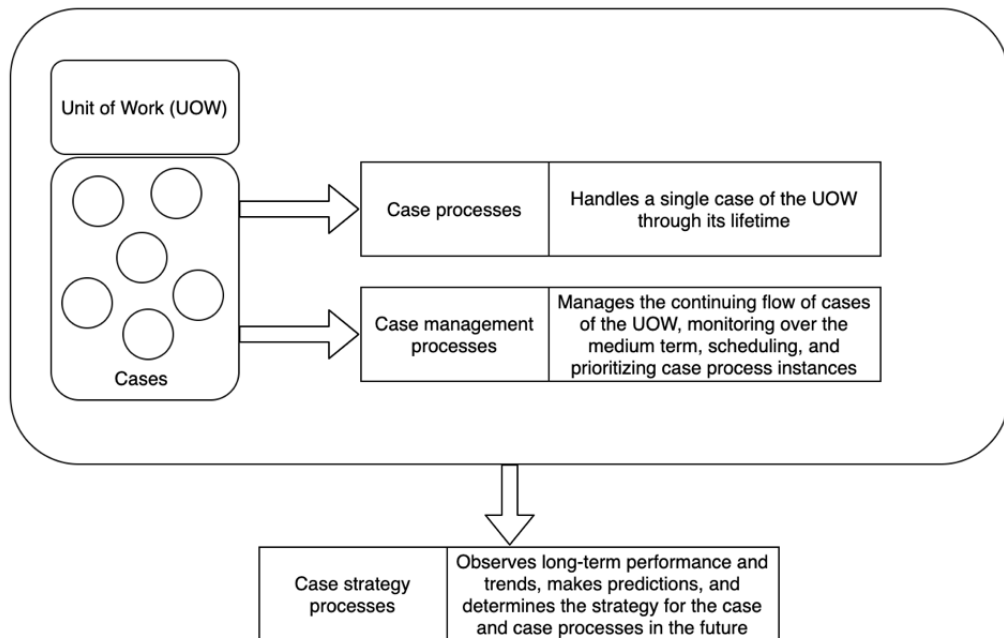 Unit of Work (UOW)
Cases
Case processes
Handles a single case of the UOW
through its lifetime
Case management
processes
Manages the continuing flow of cases
of the UOW, monitoring over the
medium term, scheduling, and
prioritizing case process instances
Case strategy
processes
Observes long-term performance and
trends, makes predictions, and
determines the strategy for the case
and case processes in the future